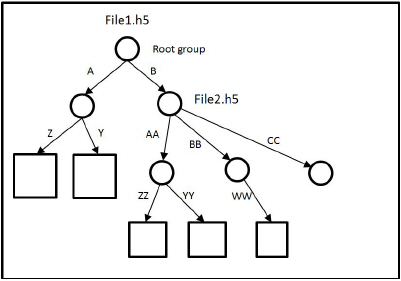 File1.h5
Root group
A
B
File2.h5
Z
Y
AA
BB
CC
ZZ
YY
WW